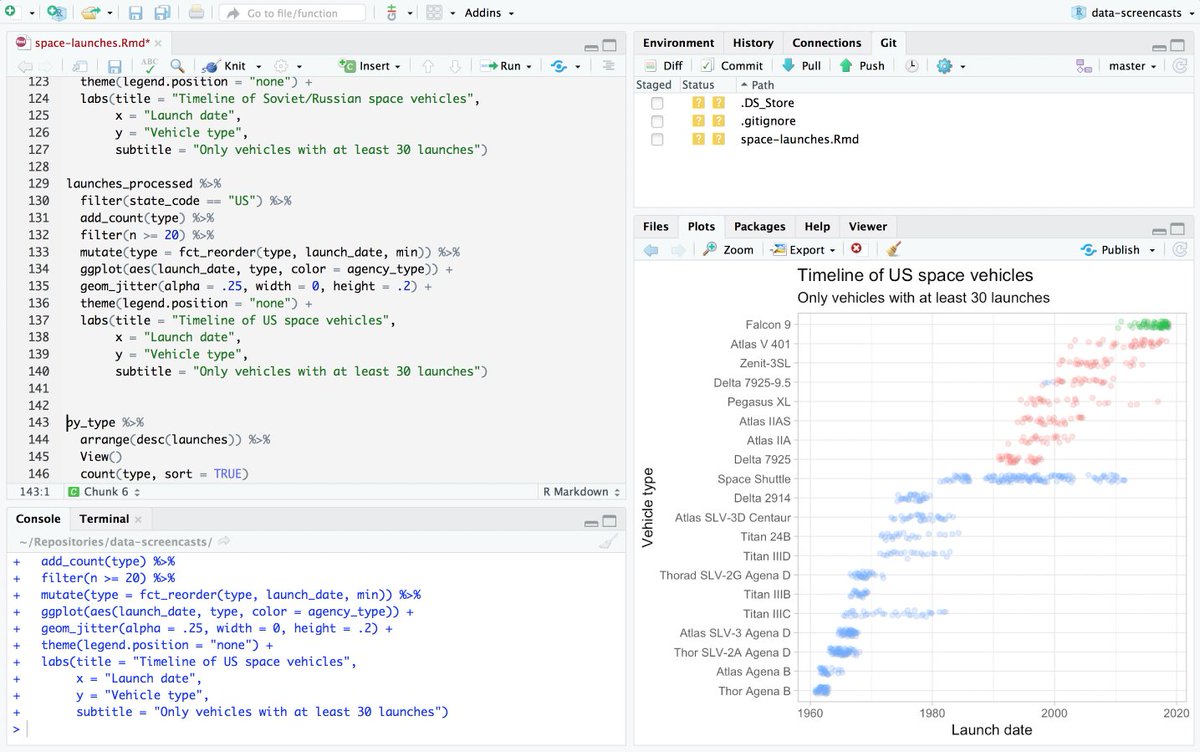 Go to file/function
Addins
data-screencasts
space-launches.Rmd*
ABC
Knit
Insert
Run
123 theme(legend.position = "none") +
124 labs(title = "Timeline of Soviet/Russian space vehicles",
125 x = "Launch date",
126 y = "Vehicle type",
127 subtitle = "Only vehicles with at least 30 launches")
128
129 launches_processed %>%
130 filter(state_code == "US") %>%
131 add_count(type) %>%
132 filter(n >= 20) %>%
133 mutate(type = fct_reorder(type, launch_date, min)) %>%
134 ggplot(aes(launch_date, type, color = agency_type)) +
135 geom_jitter(alpha = .25, width = 0, height = .2) +
136 theme(legend.position = "none") +
137 labs(title = "Timeline of US space vehicles",
138 x = "Launch date",
139 y = "Vehicle type",
140 subtitle = "Only vehicles with at least 30 launches")
141
142
143 by_type %>%
144 arrange(desc(launches)) %>%
145 View()
146 count(type, sort = TRUE)
143:1 C Chunk 6 R Markdown
Console Terminal
~/Repositories/data-screencasts/
+ add_count(type) %>%
+ filter(n >= 20) %>%
+ mutate(type = fct_reorder(type, launch_date, min)) %>%
+ ggplot(aes(launch_date, type, color = agency_type)) +
+ geom_jitter(alpha = .25, width = 0, height = .2) +
+ theme(legend.position = "none") +
+ labs(title = "Timeline of US space vehicles",
+ x = "Launch date",
+ y = "Vehicle type",
+ subtitle = "Only vehicles with at least 30 launches")
>
Environment History Connections Git
Diff Commit Pull Push master
Staged Status Path
? ? .DS_Store
? ? .gitignore
? ? space-launches.Rmd
Files Plots Packages Help Viewer
Zoom Export Publish
Timeline of US space vehicles
Only vehicles with at least 30 launches
Vehicle type
Falcon 9
Atlas V 401
Zenit-3SL
Delta 7925-9.5
Pegasus XL
Atlas IIAS
Atlas IIA
Delta 7925
Space Shuttle
Delta 2914
Atlas SLV-3D Centaur
Titan 24B
Titan IIID
Thorad SLV-2G Agena D
Titan IIIB
Titan IIIC
Atlas SLV-3 Agena D
Thor SLV-2A Agena D
Atlas Agena B
Thor Agena B
1960 1980 2000 2020
Launch date